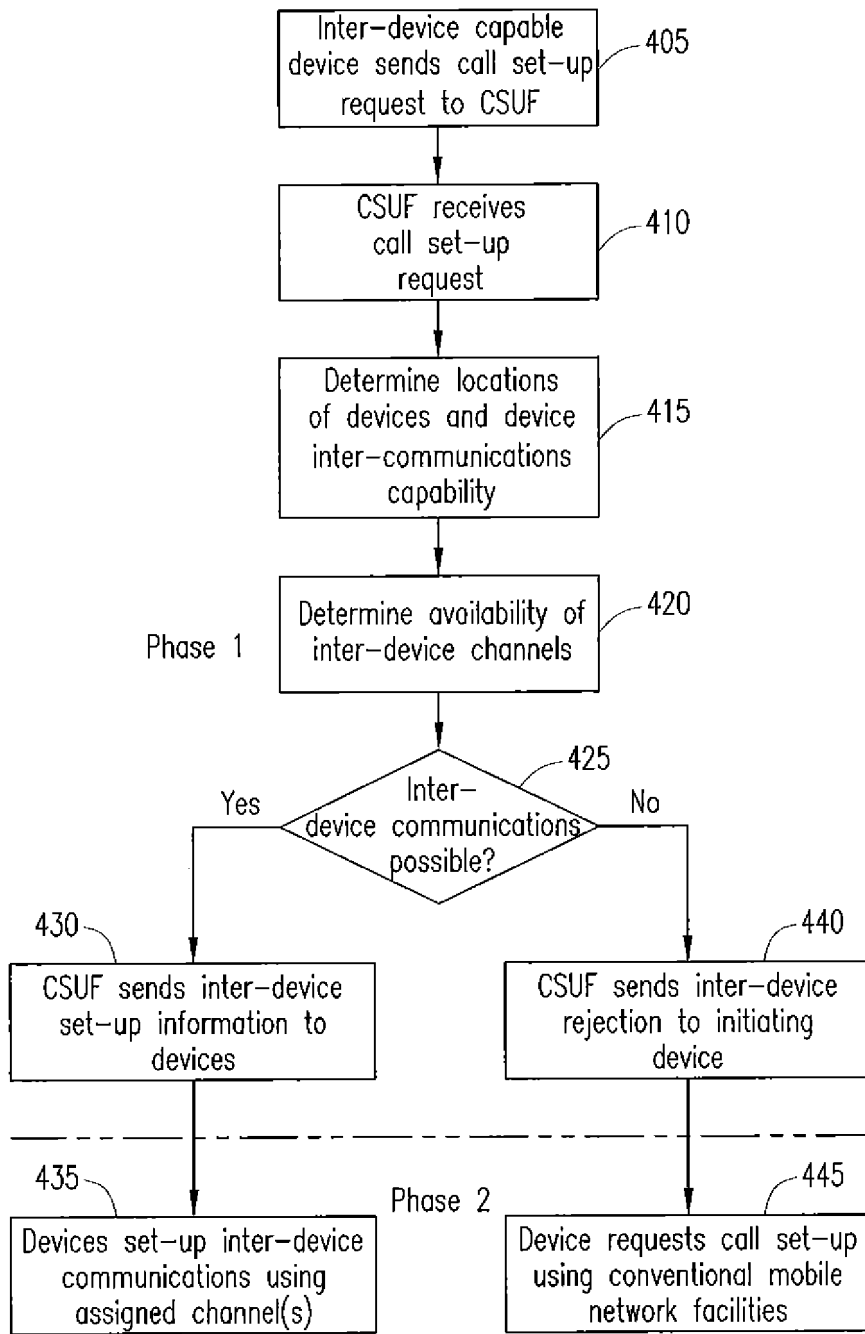 Inter-device capable
device sends call set-up
request to CSUF
405
CSUF receives
call set-up
request
410
Determine locations
of devices and device
inter-communications
capability
415
Determine availability of
inter-device channels
420
Phase 1
425
Inter-
device communications
possible?
Yes
No
430
CSUF sends inter-device
set-up information to
devices
440
CSUF sends inter-device
rejection to initiating
device
435
Devices set-up inter-device
communications using
assigned channel(s)
Phase 2
445
Device requests call set-up
using conventional mobile
network facilities